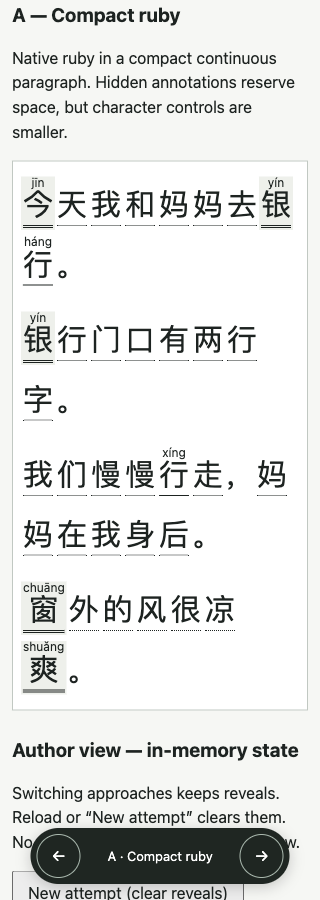 A — Compact ruby
Native ruby in a compact continuous
paragraph. Hidden annotations reserve
space, but character controls are
smaller.
jīn yín
今天我和妈妈去银
háng
行。
yín
银行门口有两行
字。
xíng
我们慢慢行走，妈
妈在我身后。
chuāng
窗外的风很凉
shuǎng
爽。
Author view — in-memory state
Switching approaches keeps reveals.
Reload or “New attempt” clears them.
No
← A · Compact ruby →
New attempt (clear reveals)